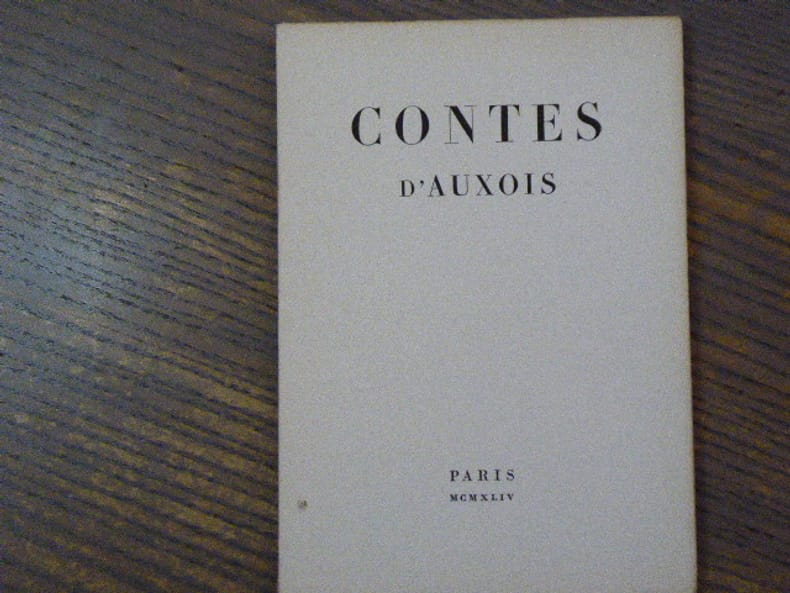 CONTES
D'AUXOIS
PARIS
MCMXLIV